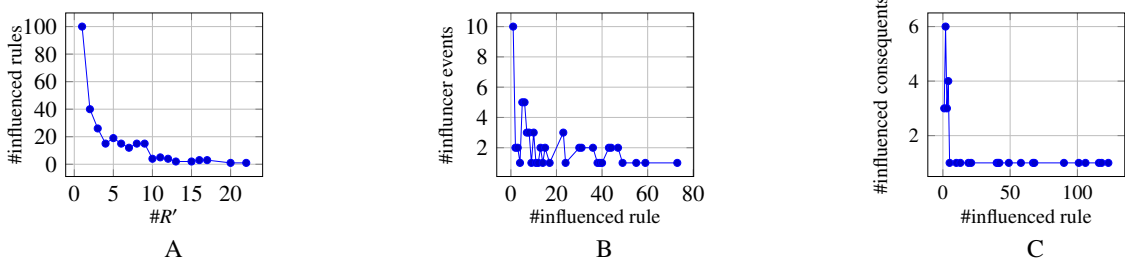 #influenced rules
100
80
60
40
20
0
0 5 10 15 20
#R′
A
#influncer events
10
8
6
4
2
0 20 40 60 80
#influenced rule
B
#influenced consequents
6
4
2
0 50 100
#influenced rule
C